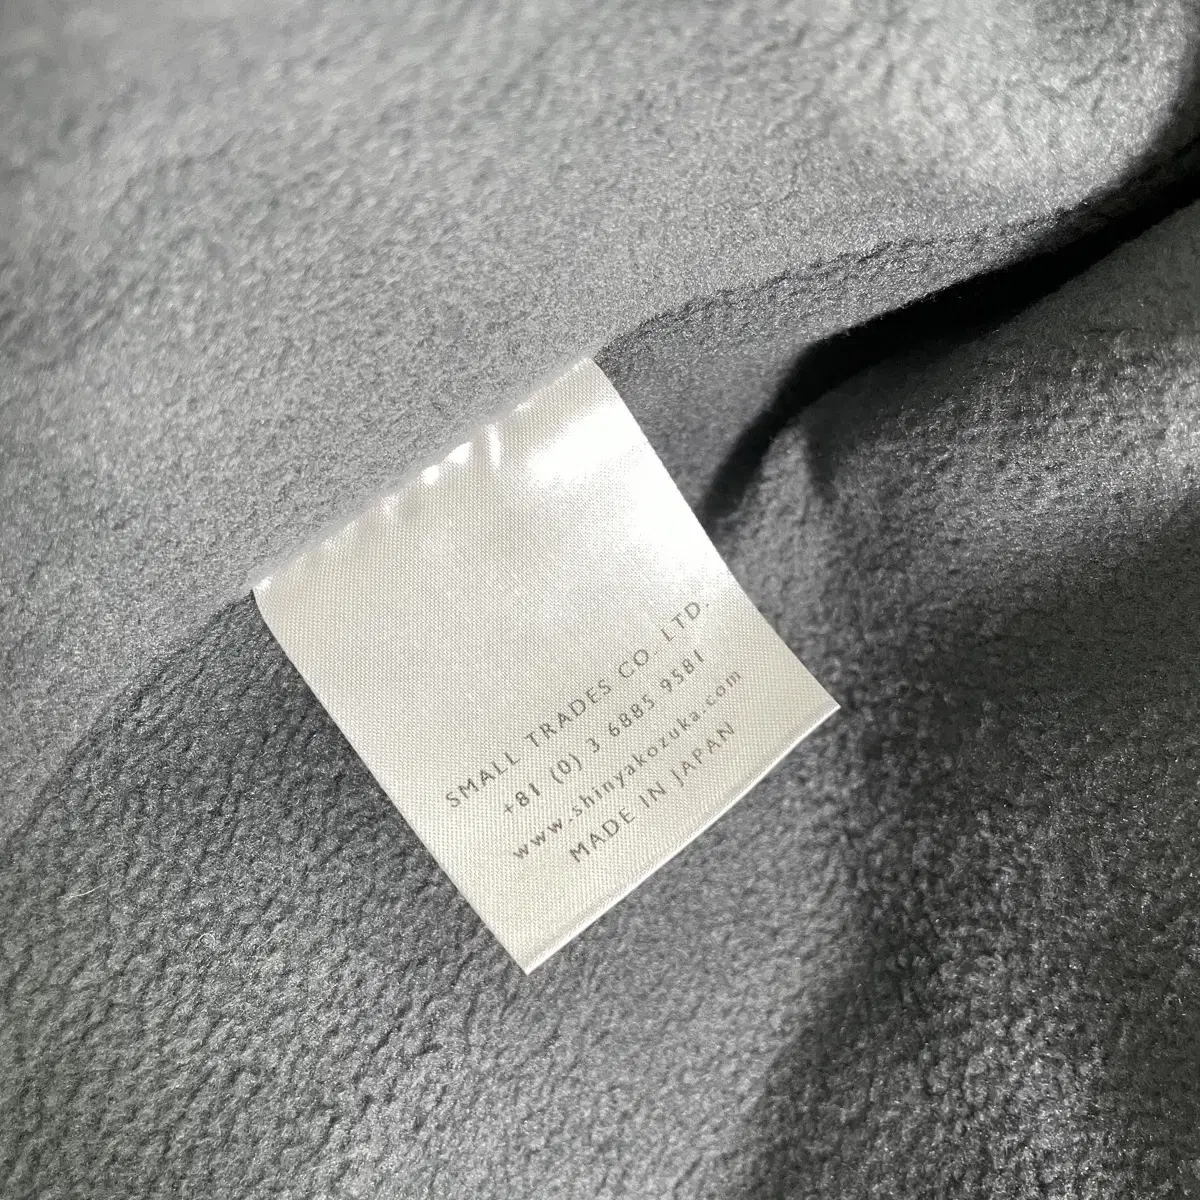 SMALL TRADES CO. LTD.
+81 (0) 3 6885 9581
www.shinyakozuka.com
MADE IN JAPAN